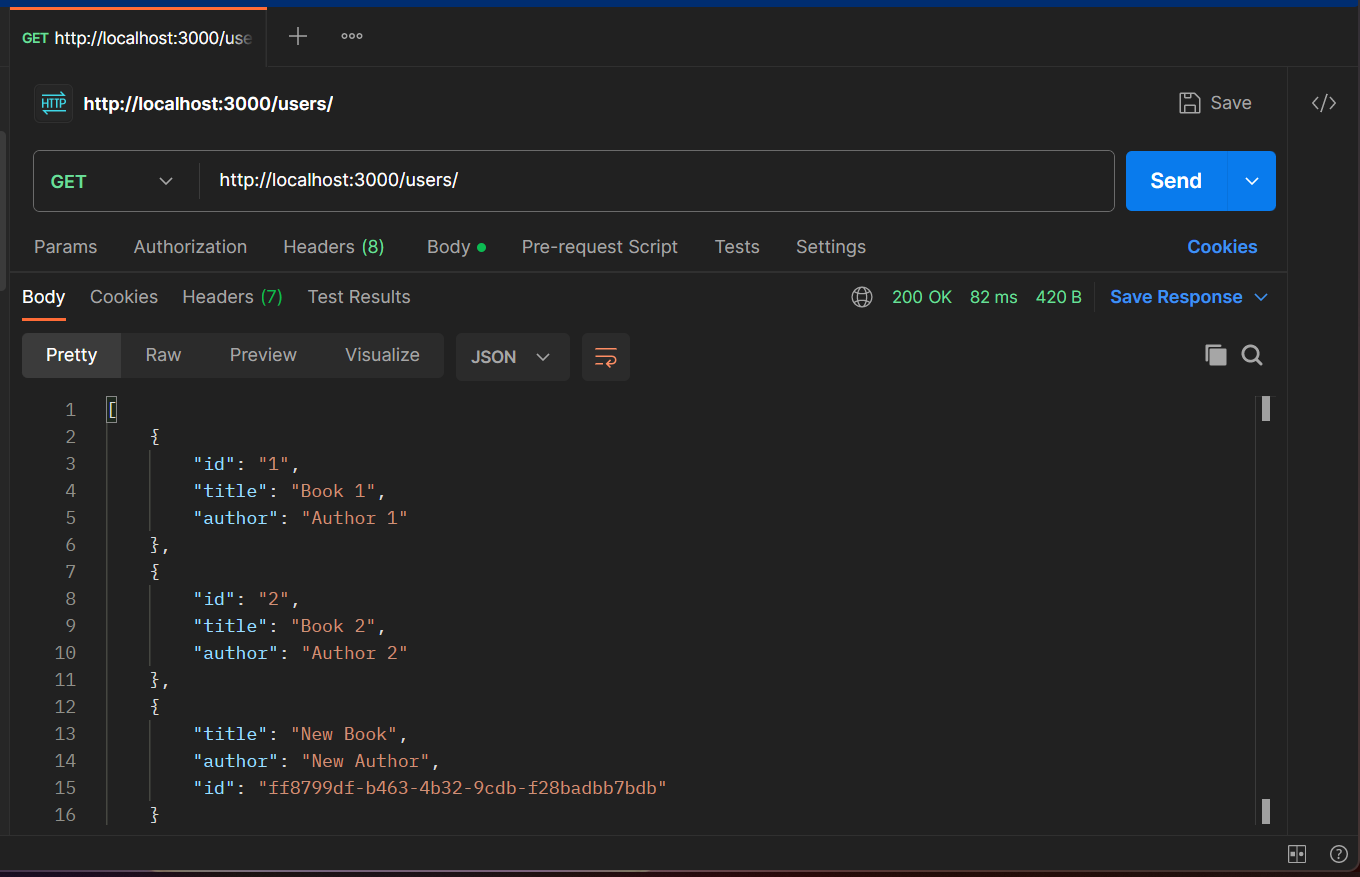 GET http://localhost:3000/use
HTTP http://localhost:3000/users/ Save </>
GET http://localhost:3000/users/ Send
Params Authorization Headers (8) Body Pre-request Script Tests Settings Cookies
Body Cookies Headers (7) Test Results 200 OK 82 ms 420 B Save Response
Pretty Raw Preview Visualize JSON
1 [
2 {
3 "id": "1",
4 "title": "Book 1",
5 "author": "Author 1"
6 },
7 {
8 "id": "2",
9 "title": "Book 2",
10 "author": "Author 2"
11 },
12 {
13 "title": "New Book",
14 "author": "New Author",
15 "id": "ff8799df-b463-4b32-9cdb-f28badbb7bdb"
16 }